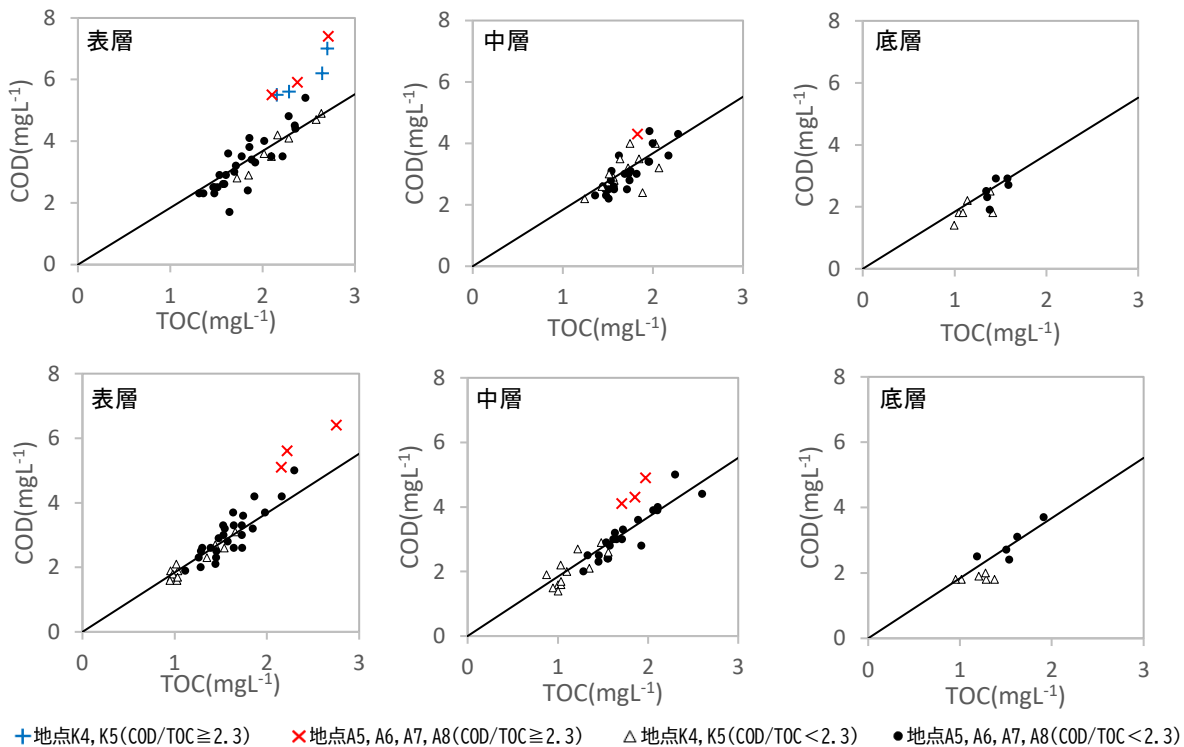 表層
COD(mgL-1)
8
6
4
2
0
0 1 2 3
TOC(mgL-1)
中層
COD(mgL-1)
8
6
4
2
0
0 1 2 3
TOC(mgL-1)
底層
COD(mgL-1)
8
6
4
2
0
0 1 2 3
TOC(mgL-1)
表層
COD(mgL-1)
8
6
4
2
0
0 1 2 3
TOC(mgL-1)
中層
COD(mgL-1)
8
6
4
2
0
0 1 2 3
TOC(mgL-1)
底層
COD(mgL-1)
8
6
4
2
0
0 1 2 3
TOC(mgL-1)
地点K4,K5(COD/TOC≧2.3) 地点A5,A6,A7,A8(COD/TOC≧2.3) 地点K4,K5(COD/TOC<2.3) 地点A5,A6,A7,A8(COD/TOC<2.3)